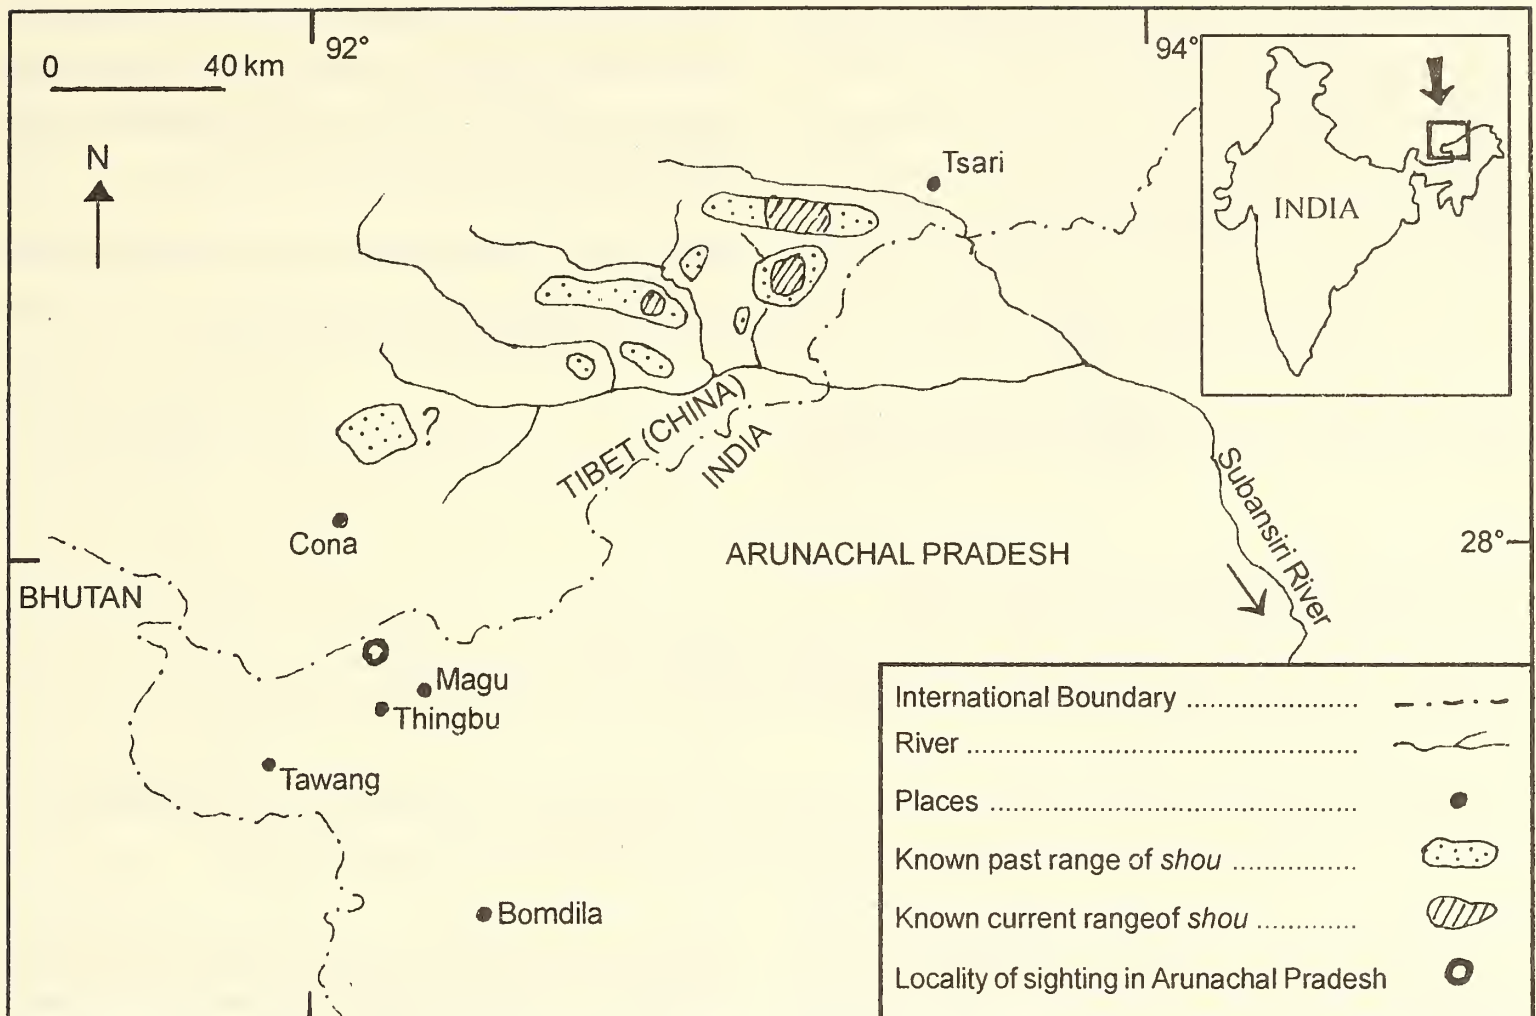 92°
94°
0 40 km
N
Tsari
INDIA
?
TIBET (CHINA)
INDIA
Subansiri River
Cona
ARUNACHAL PRADESH
28°
BHUTAN
Magu
Thingbu
Tawang
Bomdila
International Boundary ........................
River ......................................................
Places ...................................................
Known past range of shou .................
Known current rangeof shou .............
Locality of sighting in Arunachal Pradesh